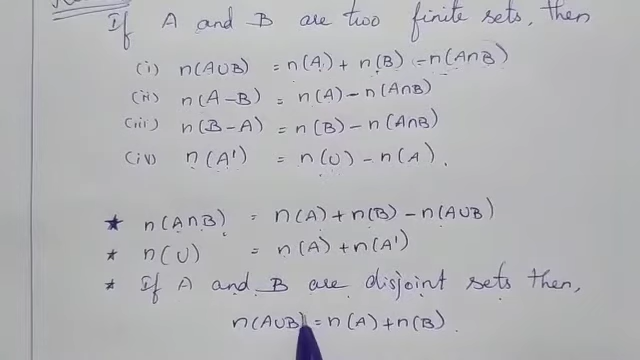 If A and B are two finite sets, then
(i) n(A∪B) = n(A) + n(B) - n(A∩B)
(ii) n(A-B) = n(A) - n(A∩B)
(iii) n(B-A) = n(B) - n(A∩B)
(iv) n(A') = n(U) - n(A).
★ n(A∩B) = n(A) + n(B) - n(A∪B)
* n(U) = n(A) + n(A')
* If A and B are disjoint sets then,
n(A∪B) = n(A) + n(B).